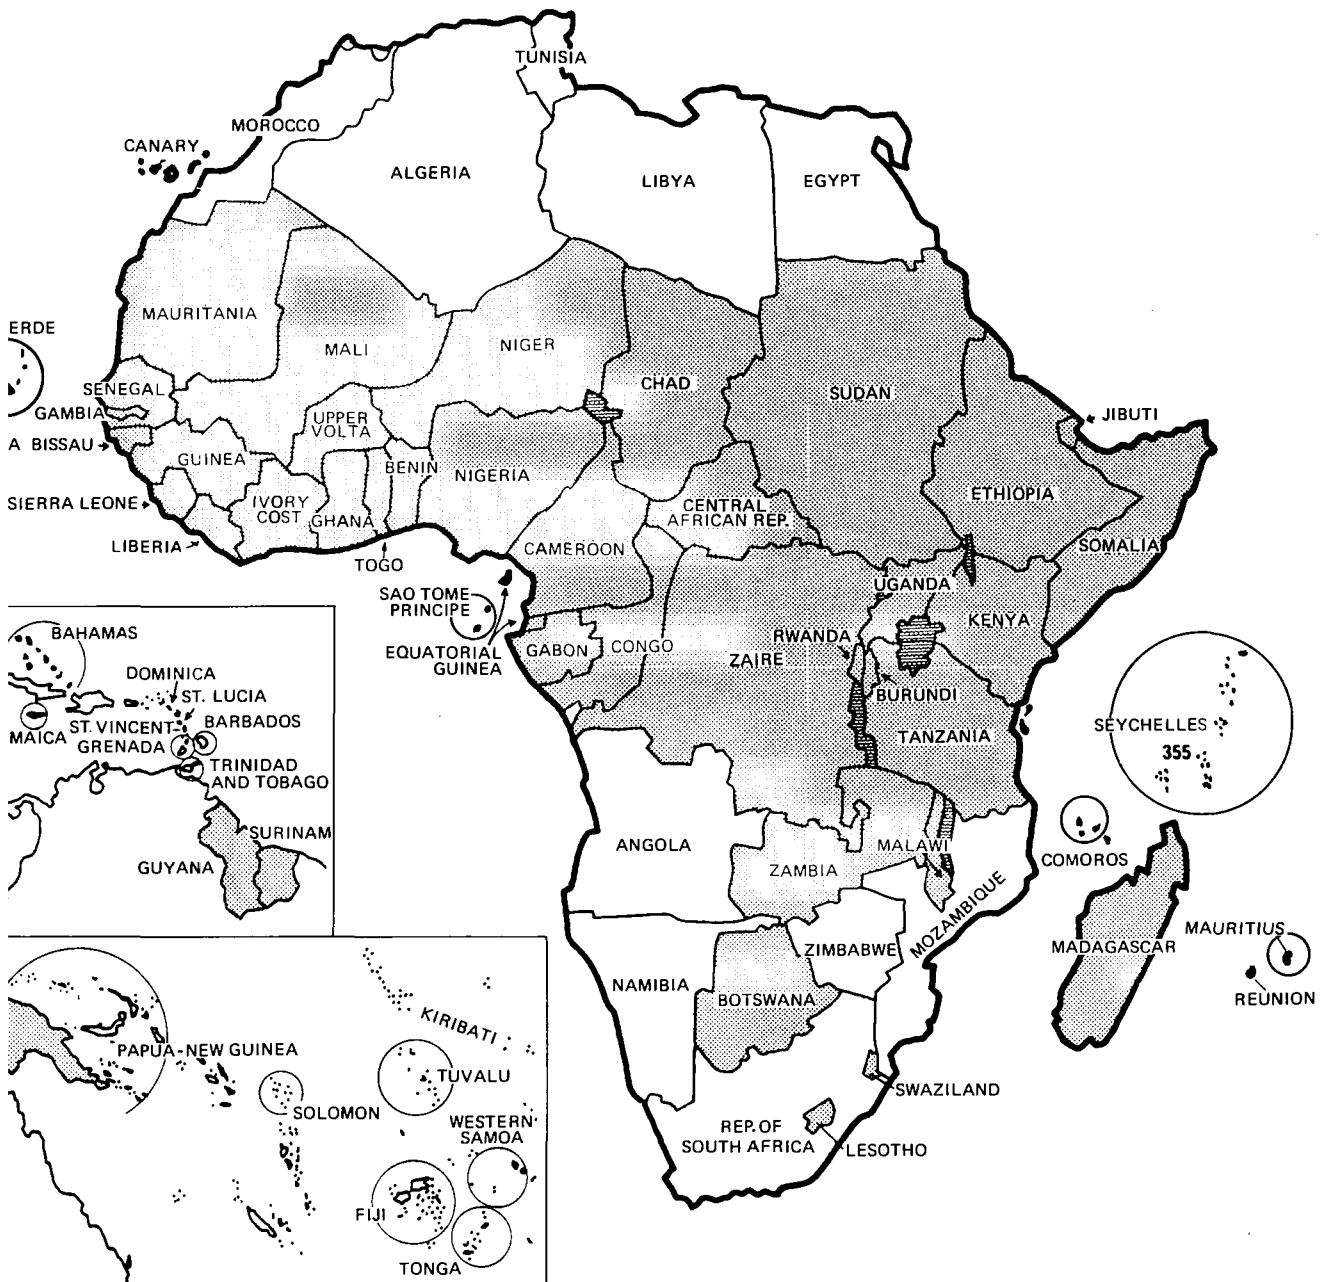 TUNISIA
MOROCCO
CANARY
ALGERIA
LIBYA
EGYPT
MAURITANIA
ERDE
MALI
NIGER
CHAD
SUDAN
SENEGAL
GAMBIA
JIBUTI
UPPER
VOLTA
A BISSAU
GUINEA
BENIN
NIGERIA
ETHIOPIA
SIERRA LEONE
IVORY
COST
GHANA
CENTRAL
AFRICAN REP.
LIBERIA
TOGO
CAMEROON
SOMALIA
UGANDA
SAO TOME
PRINCIPE
KENYA
EQUATORIAL
GUINEA
GABON
CONGO
RWANDA
ZAIRE
BURUNDI
TANZANIA
SEYCHELLES
355
BAHAMAS
DOMINICA
ST. LUCIA
MAICA
ST. VINCENT
BARBADOS
GRENADA
TRINIDAD
AND TOBAGO
SURINAM
GUYANA
ANGOLA
ZAMBIA
MALAWI
COMOROS
MOZAMBIQUE
ZIMBABWE
MADAGASCAR
MAURITIUS
REUNION
NAMIBIA
BOTSWANA
SWAZILAND
REP. OF
SOUTH AFRICA
LESOTHO
KIRIBATI
PAPUA-NEW GUINEA
TUVALU
SOLOMON
WESTERN
SAMOA
FIJI
TONGA